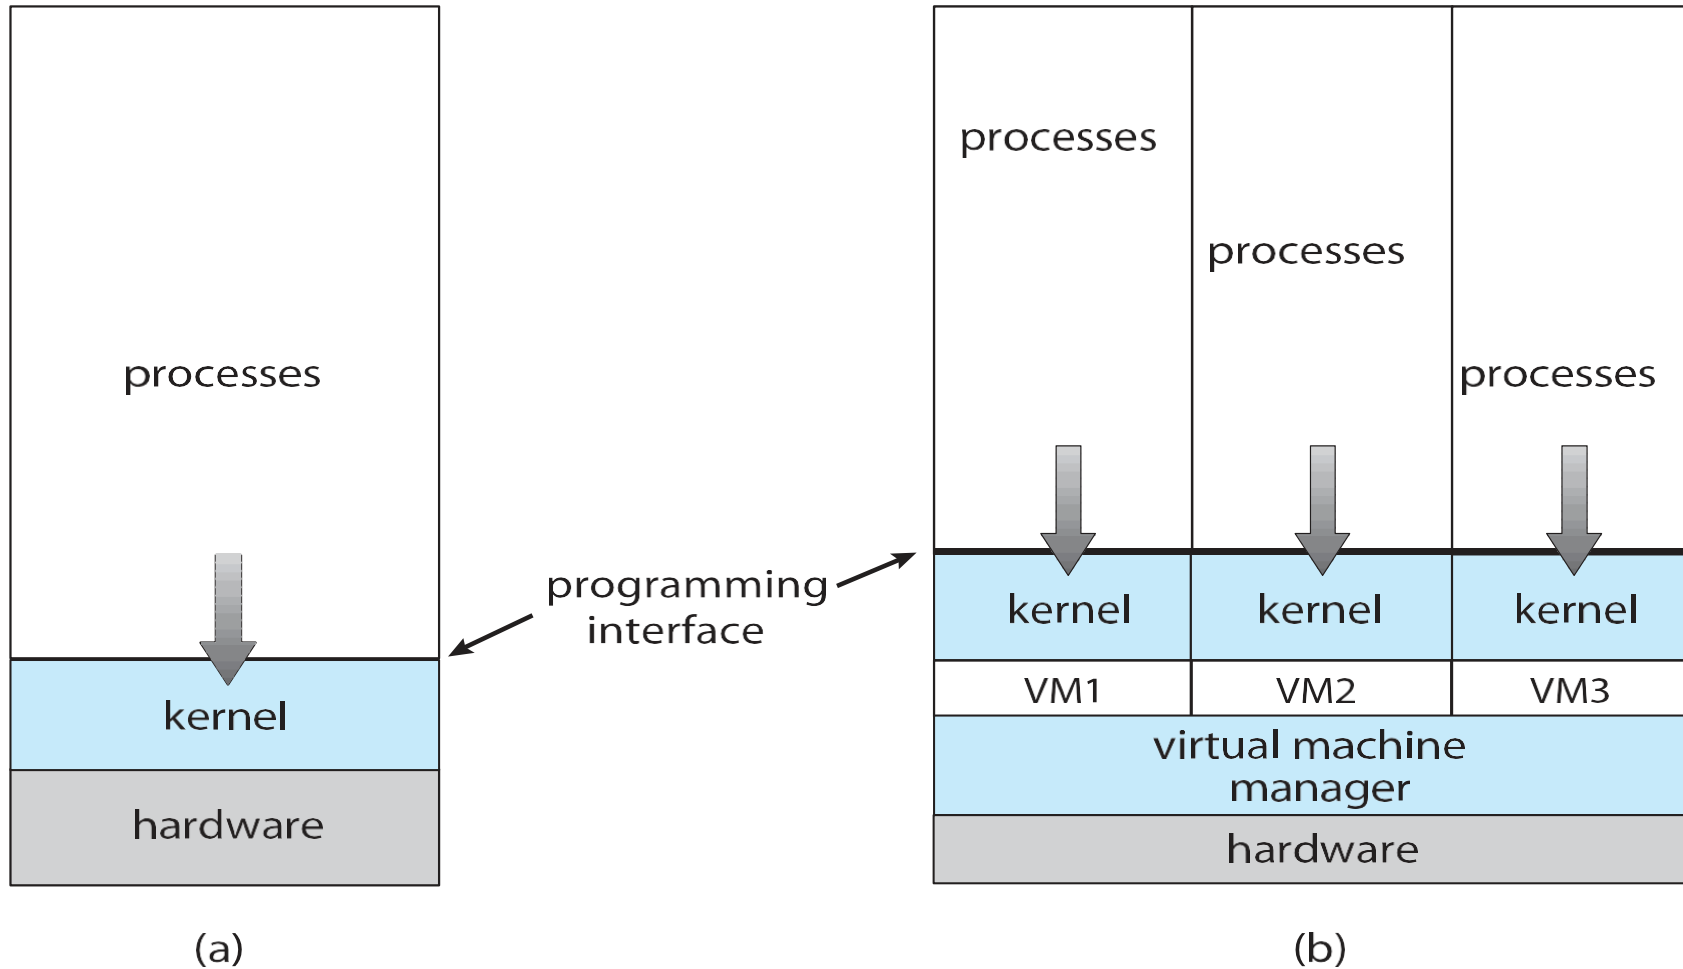 processes
kernel
hardware
(a)
programming
interface
processes
processes
processes
kernel
kernel
kernel
VM1
VM2
VM3
virtual machine
manager
hardware
(b)